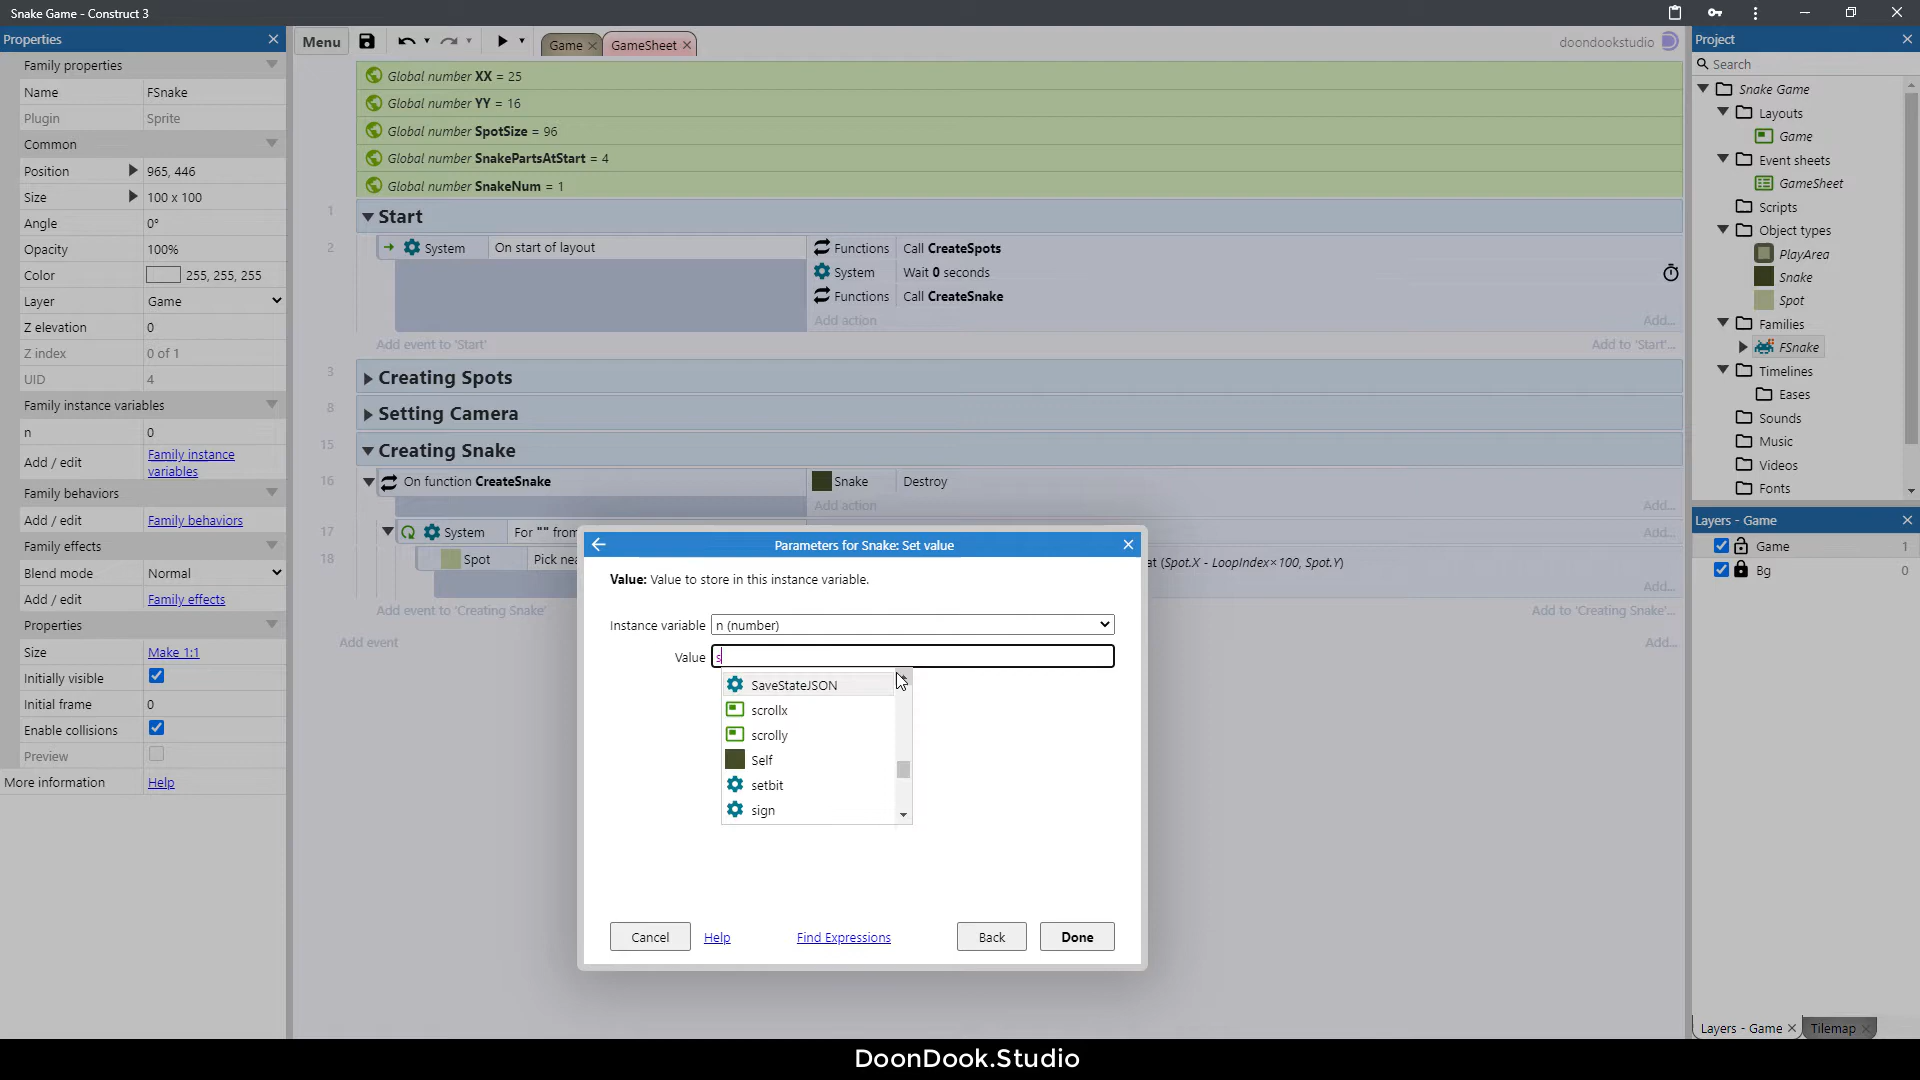 Snake Game - Construct 3
Properties
Family properties
Name FSnake
Plugin Sprite
Common
Position 965, 446
Size 100 x 100
Angle 0°
Opacity 100%
Color 255, 255, 255
Layer Game
Z elevation 0
Z index 0 of 1
UID 4
Family instance variables
n 0
Add / edit Family instance variables
Family behaviors
Add / edit Family behaviors
Family effects
Blend mode Normal
Add / edit Family effects
Properties
Size Make 1:1
Initially visible
Initial frame 0
Enable collisions
Preview
More information Help
Menu
Game
GameSheet
doondookstudio
Global number XX = 25
Global number YY = 16
Global number SpotSize = 96
Global number SnakePartsAtStart = 4
Global number SnakeNum = 1
1 Start
2 System On start of layout Functions Call CreateSpots
System Wait 0 seconds
Functions Call CreateSnake
Add action Add...
Add event to 'Start' Add to 'Start'...
3 Creating Spots
8 Setting Camera
15 Creating Snake
16 On function CreateSnake Snake Destroy
Add action Add...
17 System For "" from Add...
18 Spot Pick nea at (Spot.X - LoopIndex×100, Spot.Y)
Add...
Add event to 'Creating Snake' Add to 'Creating Snake'...
Add event Add...
Parameters for Snake: Set value
Value: Value to store in this instance variable.
Instance variable n (number)
Value s
SaveStateJSON
scrollx
scrolly
Self
setbit
sign
Cancel Help Find Expressions Back Done
Project
Search
Snake Game
Layouts
Game
Event sheets
GameSheet
Scripts
Object types
PlayArea
Snake
Spot
Families
FSnake
Timelines
Eases
Sounds
Music
Videos
Fonts
Layers - Game
Game 1
Bg 0
Layers - Game Tilemap
DoonDook.Studio